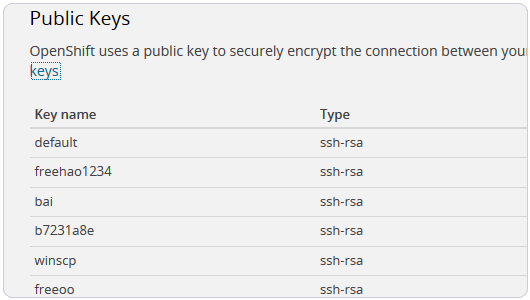 Public Keys
OpenShift uses a public key to securely encrypt the connection between you
keys
Key name Type
default ssh-rsa
freehao1234 ssh-rsa
bai ssh-rsa
b7231a8e ssh-rsa
winscp ssh-rsa
freeoo ssh-rsa